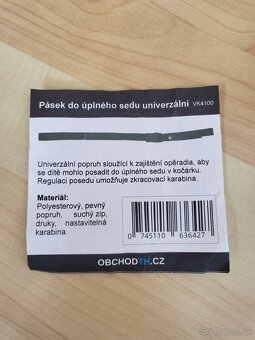 Pásek do úplného sedu univerzální VK4100
Univerzální popruh sloužící k zajištění opěradla, aby
se dítě mohlo posadit do úplného sedu v kočárku.
Regulaci posedu umožňuje zkracovací karabina.
Materiál:
Polyesterový, pevný
popruh, suchý zip,
druky, nastavitelná
karabina.
0 745110 636427
OBCHODTH.CZ